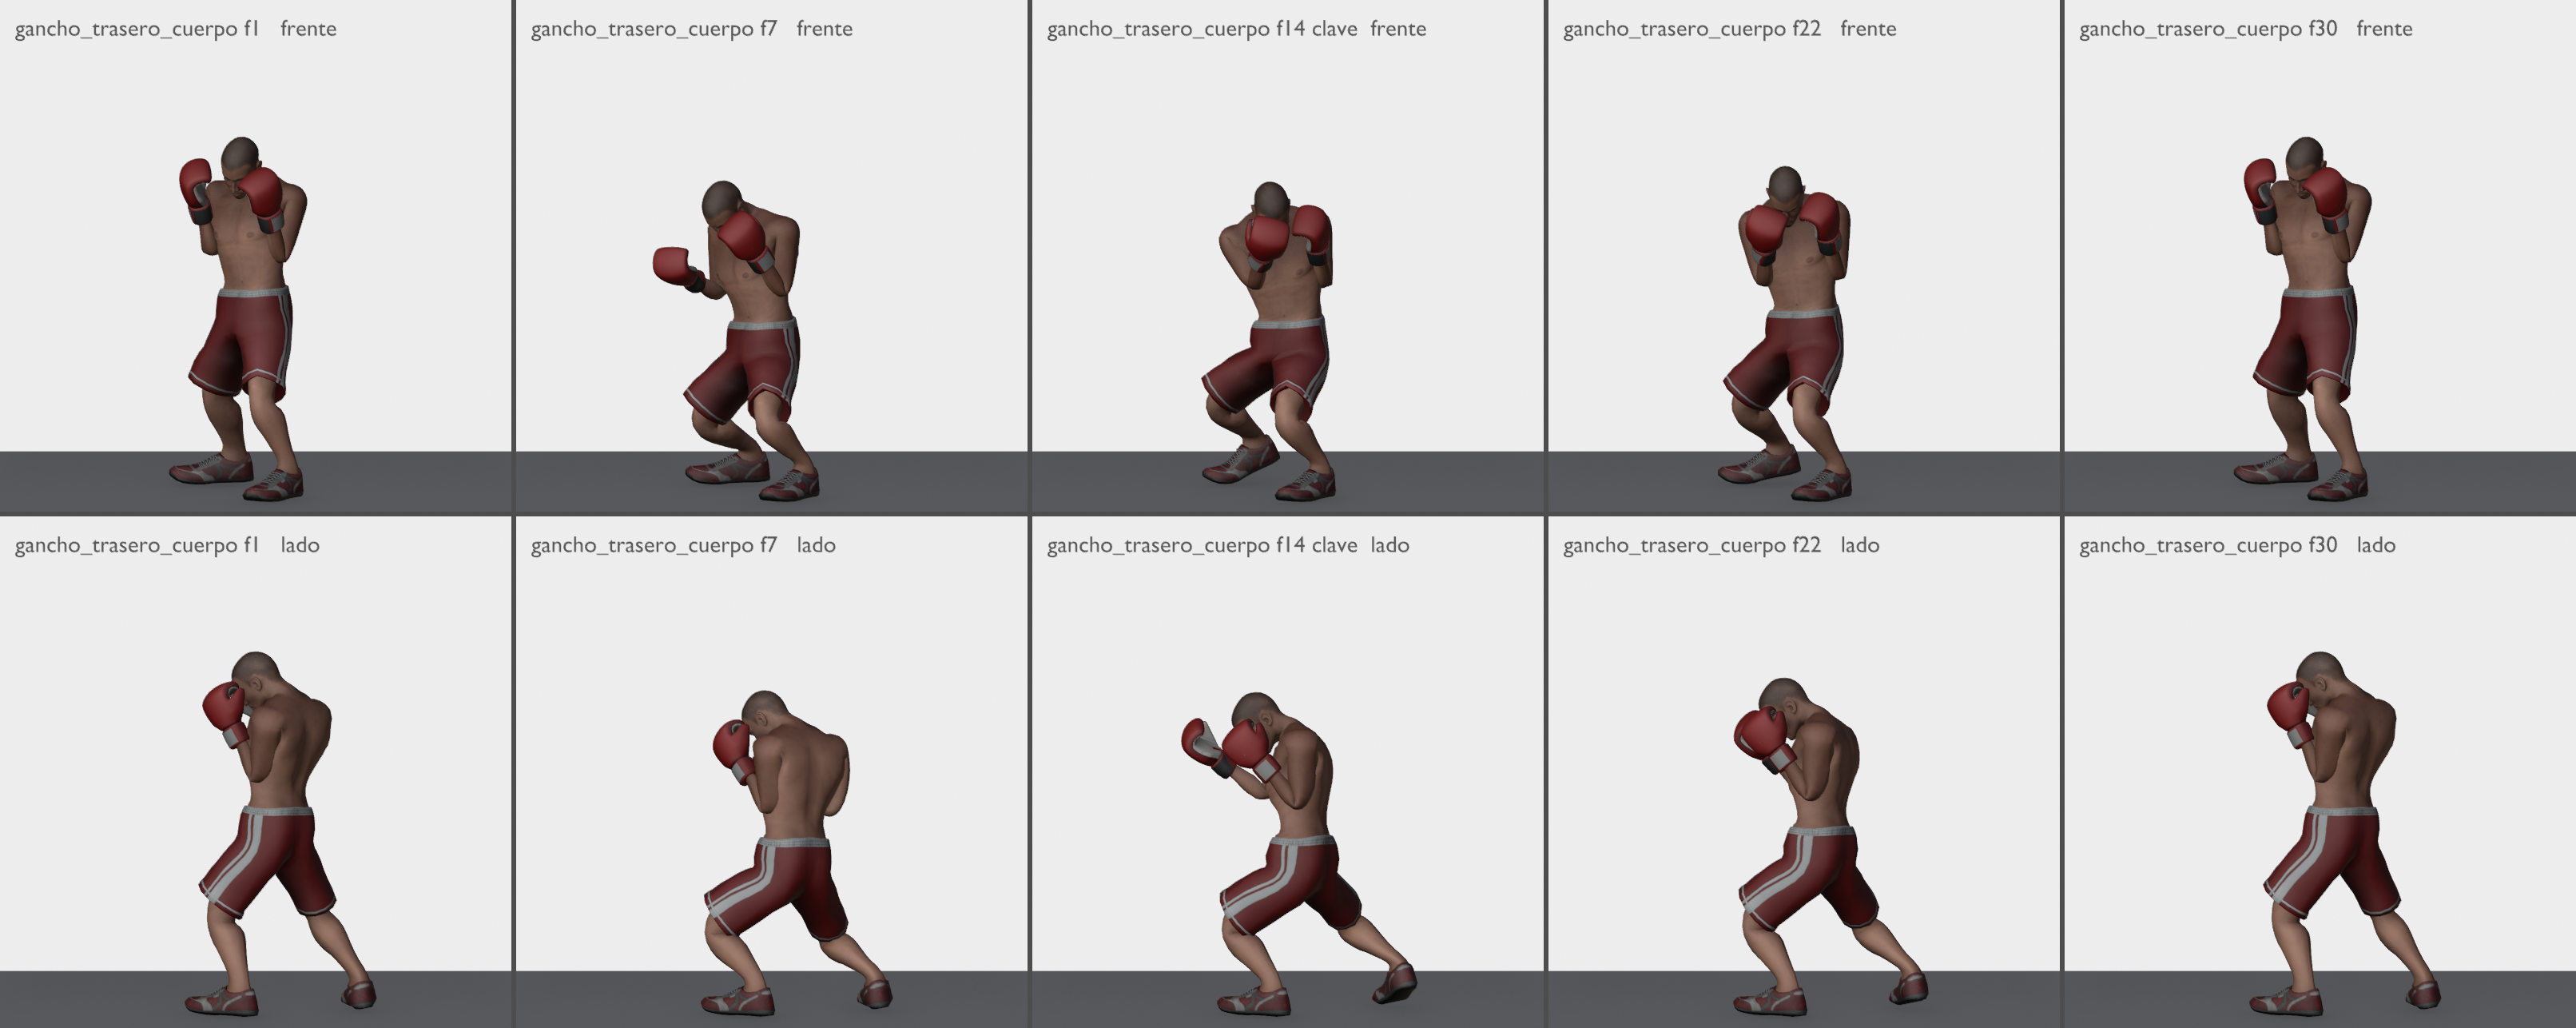 gancho_trasero_cuerpo f1 frente
gancho_trasero_cuerpo f7 frente
gancho_trasero_cuerpo f14 clave frente
gancho_trasero_cuerpo f22 frente
gancho_trasero_cuerpo f30 frente
gancho_trasero_cuerpo f1 lado
gancho_trasero_cuerpo f7 lado
gancho_trasero_cuerpo f14 clave lado
gancho_trasero_cuerpo f22 lado
gancho_trasero_cuerpo f30 lado